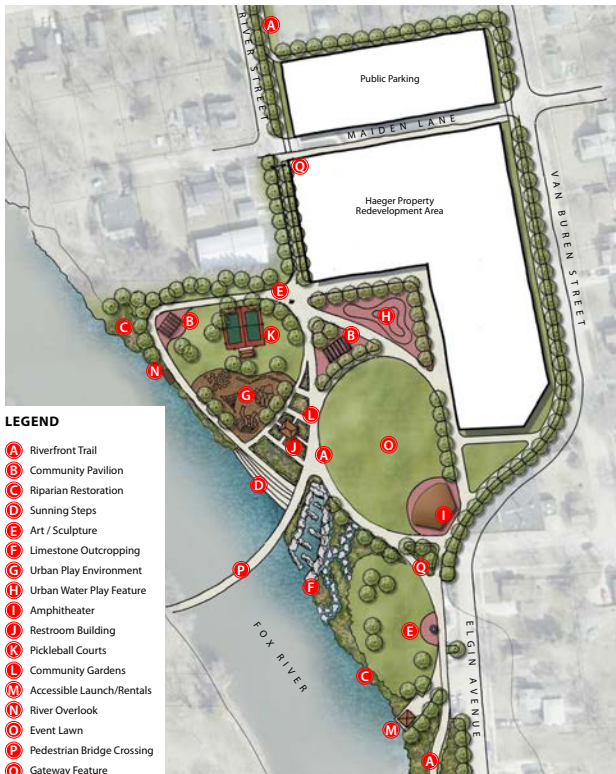 A
RIVER STREET
Public Parking
MAIDEN LANE
Q
Haeger Property
Redevelopment Area
VAN BUREN STREET
E
C
B
H
K
B
N
G
L
O
J
A
D
I
Q
P
F
E
C
M
A
FOX RIVER
ELGIN AVENUE
LEGEND
A Riverfront Trail
B Community Pavilion
C Riparian Restoration
D Sunning Steps
E Art / Sculpture
F Limestone Outcropping
G Urban Play Environment
H Urban Water Play Feature
I Amphitheater
J Restroom Building
K Pickleball Courts
L Community Gardens
M Accessible Launch/Rentals
N River Overlook
O Event Lawn
P Pedestrian Bridge Crossing
Q Gateway Feature